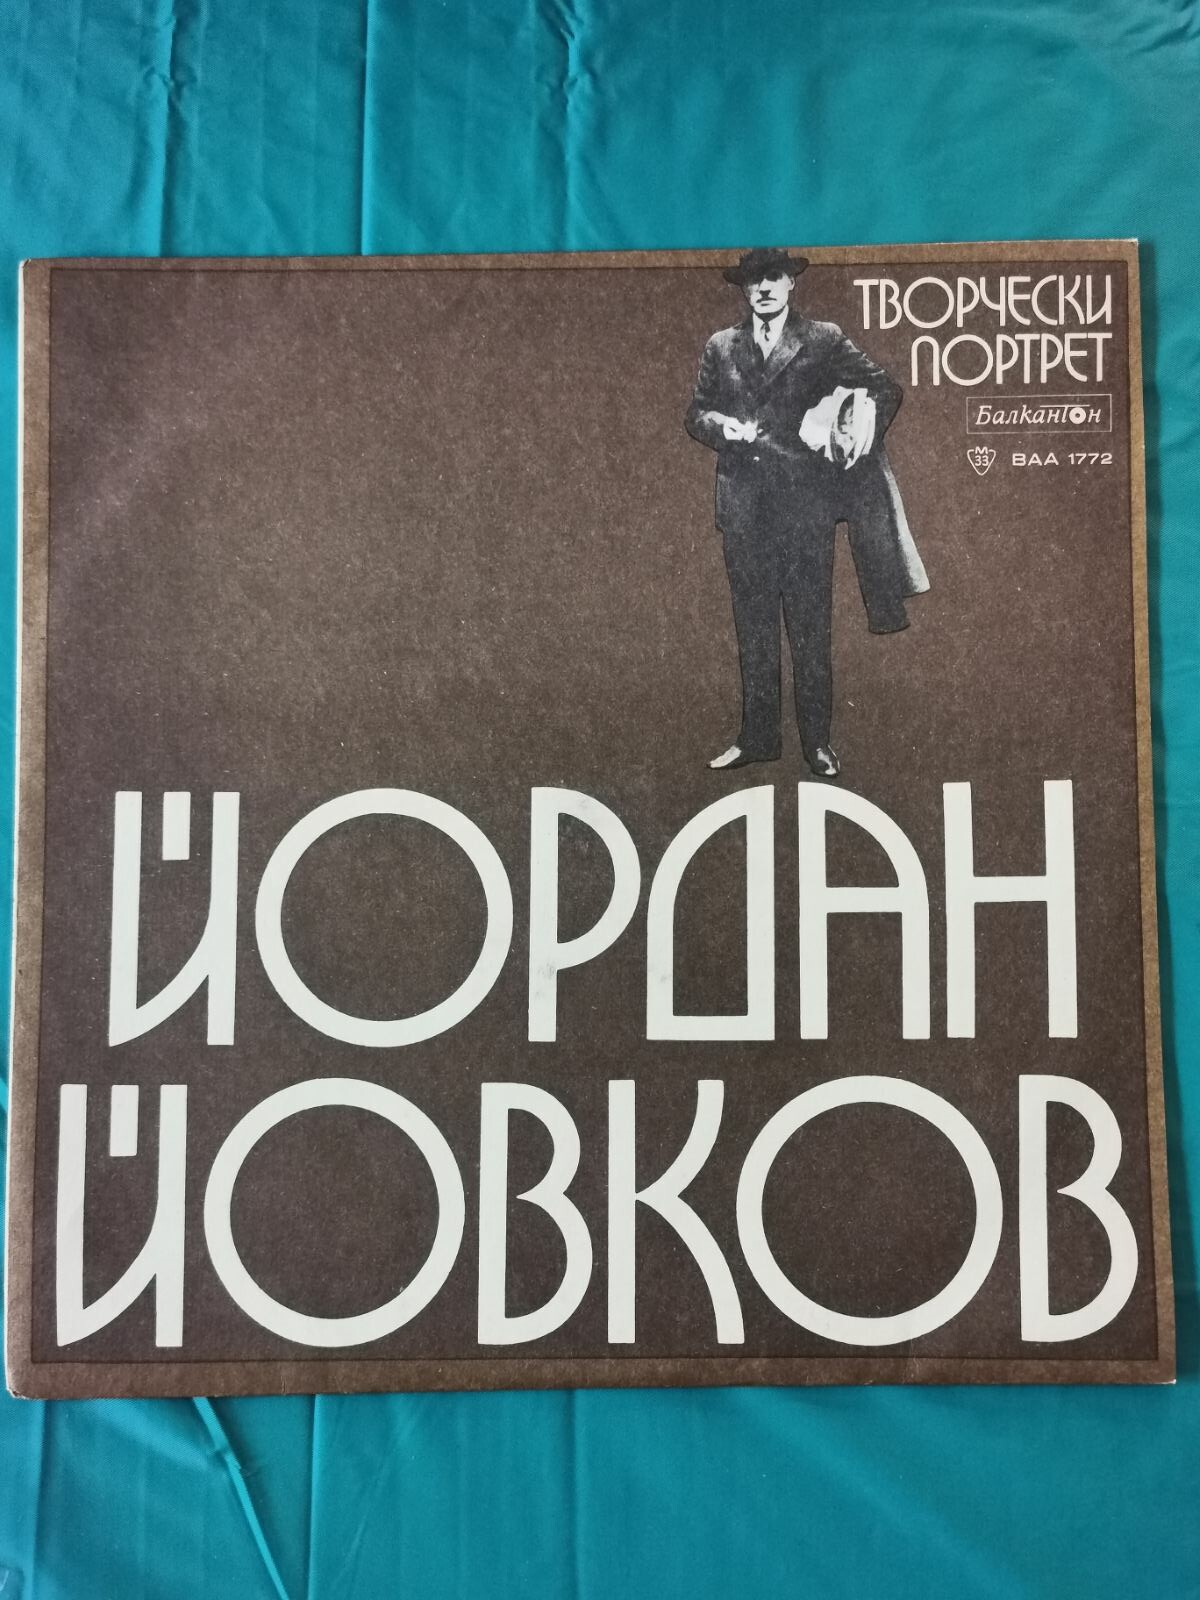 ТВОРЧЕСКИ
ПОРТРЕТ
Балкантон
М
33 ВАА 1772
ЙОРДАН
ЙОВКОВ